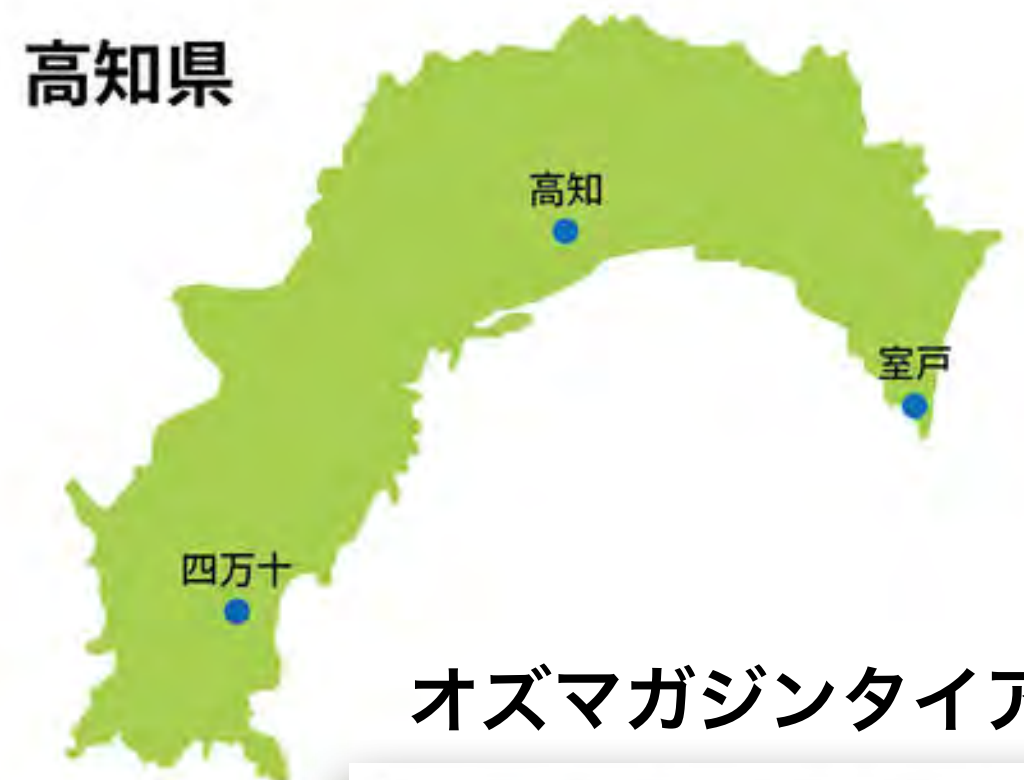 高知県
高知
室戸
四万十
オズマガジンタイア